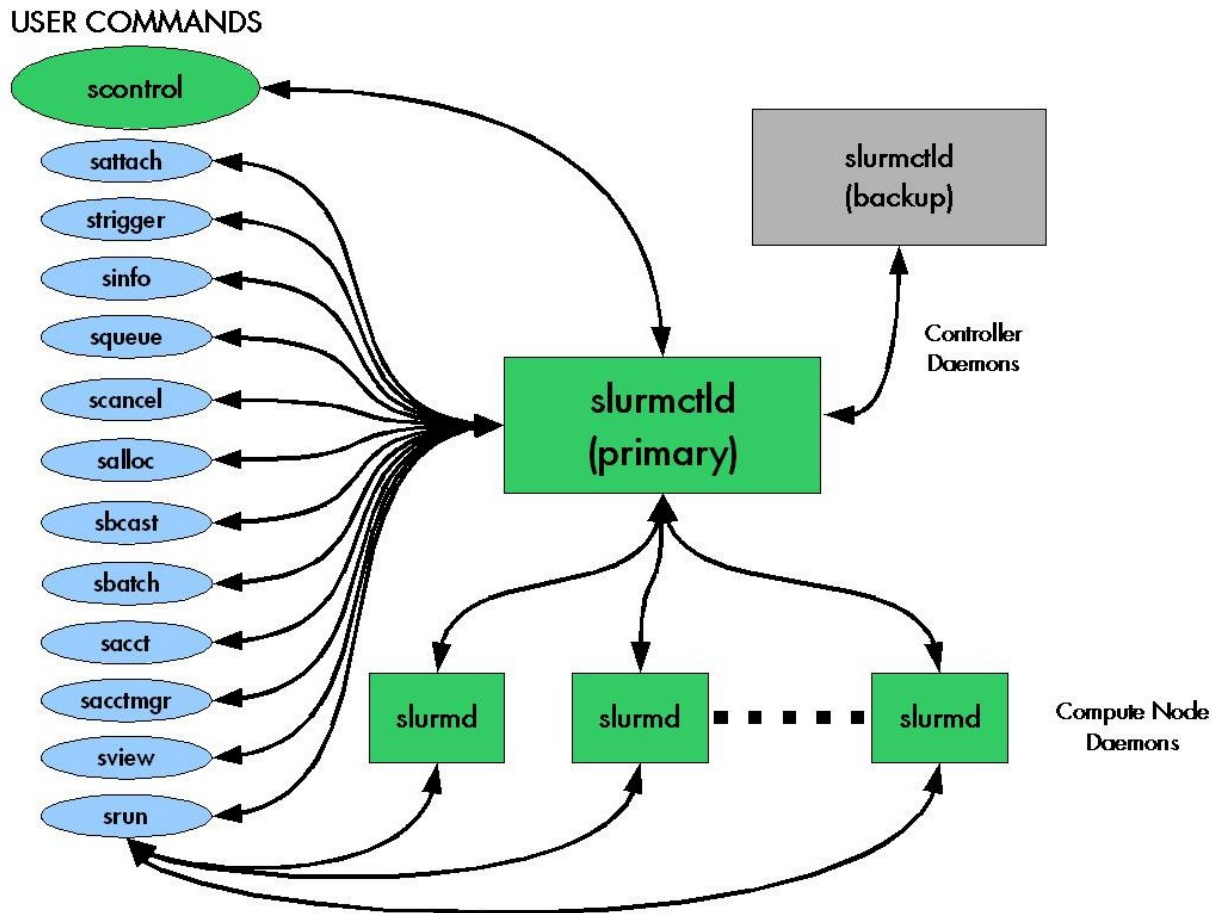 USER COMMANDS
scontrol
sattach
strigger
sinfo
squeue
scancel
salloc
sbcast
sbatch
sacct
sacctmgr
sview
srun
slurmctld
(backup)
Controller
Daemons
slurmctld
(primary)
slurmd
slurmd
slurmd
Compute Node
Daemons